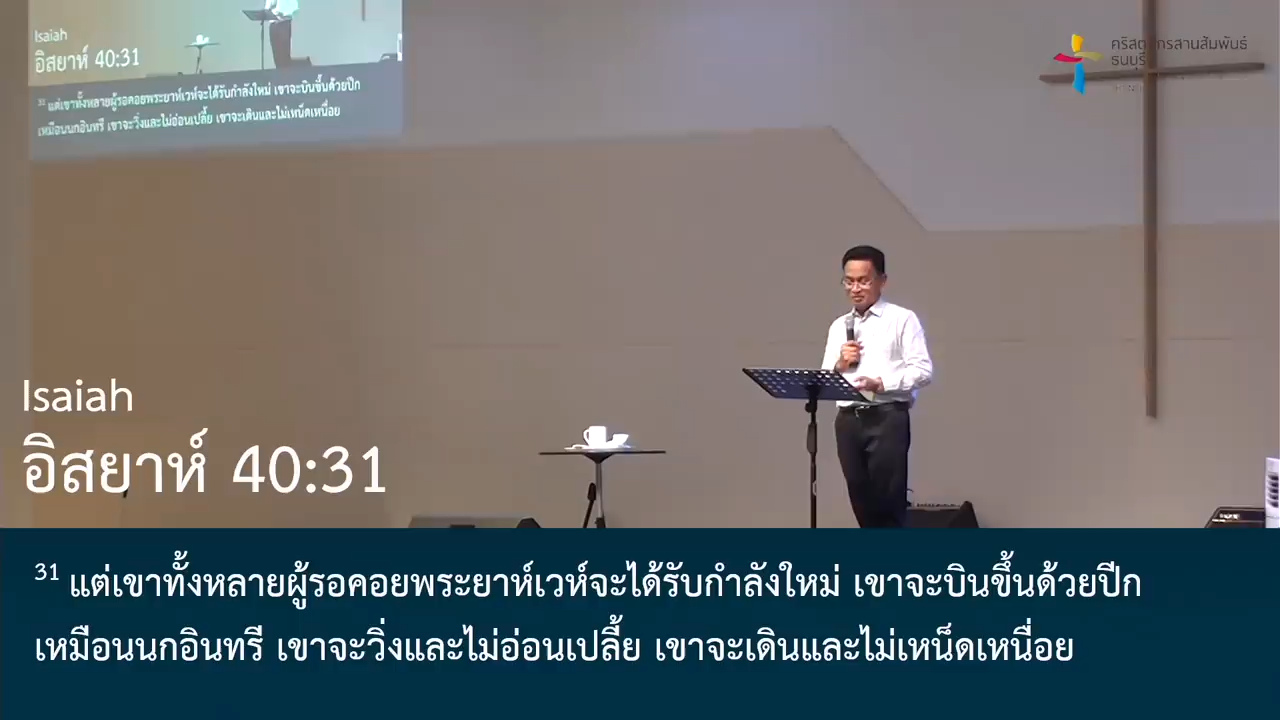 Isaiah
อิสยาห์ 40:31
31 แต่เขาทั้งหลายผู้รอคอยพระยาห์เวห์จะได้รับกำลังใหม่ เขาจะบินขึ้นด้วยปีก
เหมือนนกอินทรี เขาจะวิ่งและไม่อ่อนเปลี้ย เขาจะเดินและไม่เหน็ดเหนื่อย
ธนบุรี
Isaiah
อิสยาห์ 40:31
31 แต่เขาทั้งหลายผู้รอคอยพระยาห์เวห์จะได้รับกำลังใหม่ เขาจะบินขึ้นด้วยปีก
เหมือนนกอินทรี เขาจะวิ่งและไม่อ่อนเปลี้ย เขาจะเดินและไม่เหน็ดเหนื่อย